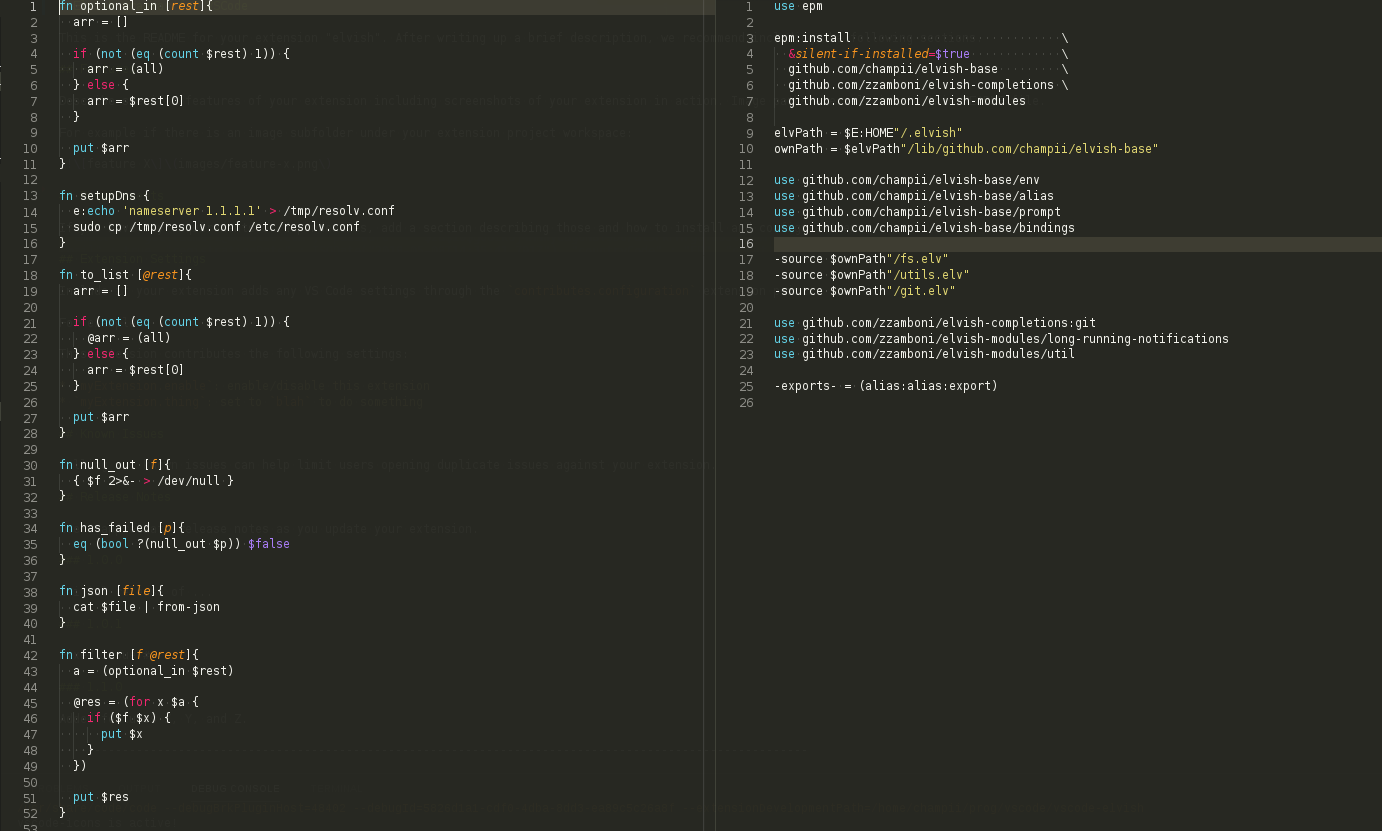 1 fn optional_in [rest]{
2   arr = []
3
4   if (not (eq (count $rest) 1)) {
5     arr = (all)
6   } else {
7     arr = $rest[0]
8   }
9
10   put $arr
11 }
12
13 fn setupDns {
14   e:echo 'nameserver 1.1.1.1' > /tmp/resolv.conf
15   sudo cp /tmp/resolv.conf /etc/resolv.conf
16 }
17
18 fn to_list [@rest]{
19   arr = []
20
21   if (not (eq (count $rest) 1)) {
22     @arr = (all)
23   } else {
24     arr = $rest[0]
25   }
26
27   put $arr
28 }
29
30 fn null_out [f]{
31   { $f 2>&- > /dev/null }
32 }
33
34 fn has_failed [p]{
35   eq (bool ?(null_out $p)) $false
36 }
37
38 fn json [file]{
39   cat $file | from-json
40 }
41
42 fn filter [f @rest]{
43   a = (optional_in $rest)
44
45   @res = (for x $a {
46     if ($f $x) {
47       put $x
48     }
49   })
50
51   put $res
52 }
53
1 use epm
2
3 epm:install \
4   &silent-if-installed=$true \
5   github.com/champii/elvish-base \
6   github.com/zzamboni/elvish-completions \
7   github.com/zzamboni/elvish-modules
8
9 elvPath = $E:HOME"/.elvish"
10 ownPath = $elvPath"/lib/github.com/champii/elvish-base"
11
12 use github.com/champii/elvish-base/env
13 use github.com/champii/elvish-base/alias
14 use github.com/champii/elvish-base/prompt
15 use github.com/champii/elvish-base/bindings
16
17 -source $ownPath"/fs.elv"
18 -source $ownPath"/utils.elv"
19 -source $ownPath"/git.elv"
20
21 use github.com/zzamboni/elvish-completions:git
22 use github.com/zzamboni/elvish-modules/long-running-notifications
23 use github.com/zzamboni/elvish-modules/util
24
25 -exports- = (alias:alias:export)
26